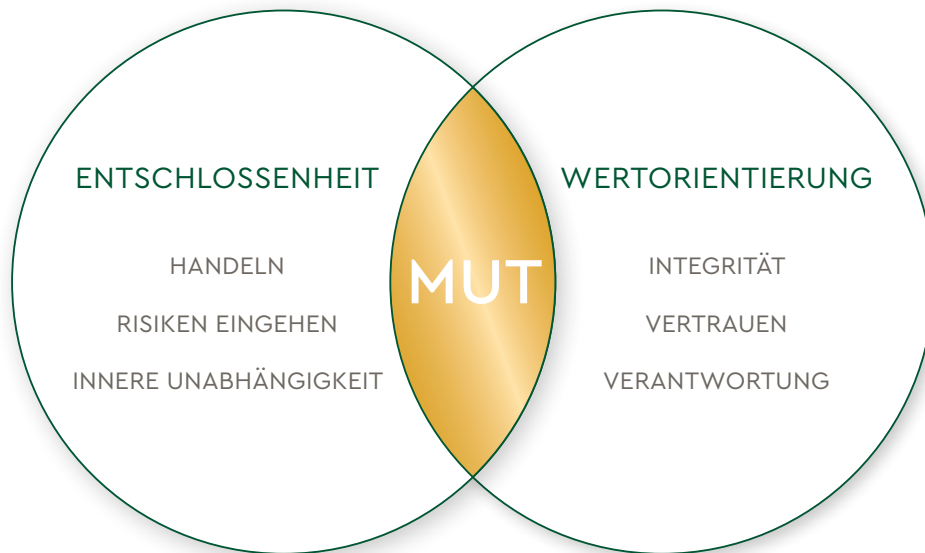 ENTSCHLOSSENHEIT
HANDELN
RISIKEN EINGEHEN
INNERE UNABHÄNGIGKEIT
MUT
WERTORIENTIERUNG
INTEGRITÄT
VERTRAUEN
VERANTWORTUNG